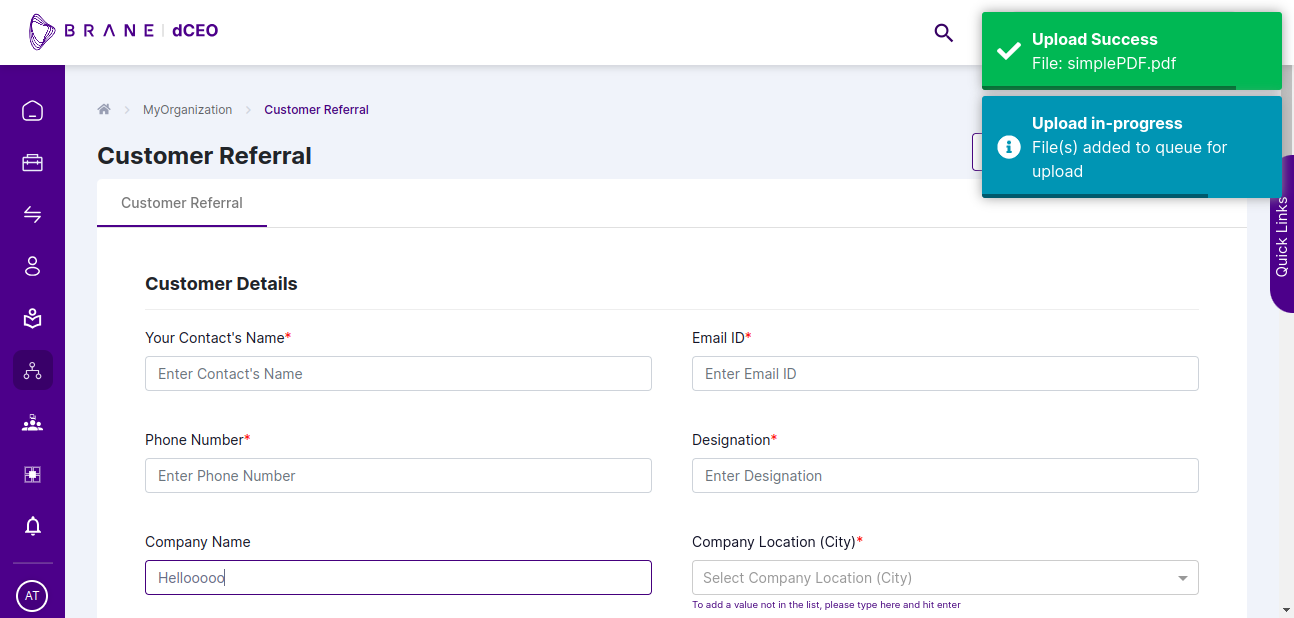 BRANE | dCEO
Upload Success
File: simplePDF.pdf
Upload in-progress
File(s) added to queue for
upload
MyOrganization
Customer Referral
Customer Referral
Customer Referral
Quick Links
Customer Details
Your Contact's Name*
Email ID*
Enter Contact's Name
Enter Email ID
Phone Number*
Designation*
Enter Phone Number
Enter Designation
Company Name
Company Location (City)*
Hellooooo
Select Company Location (City)
To add a value not in the list, please type here and hit enter
AT